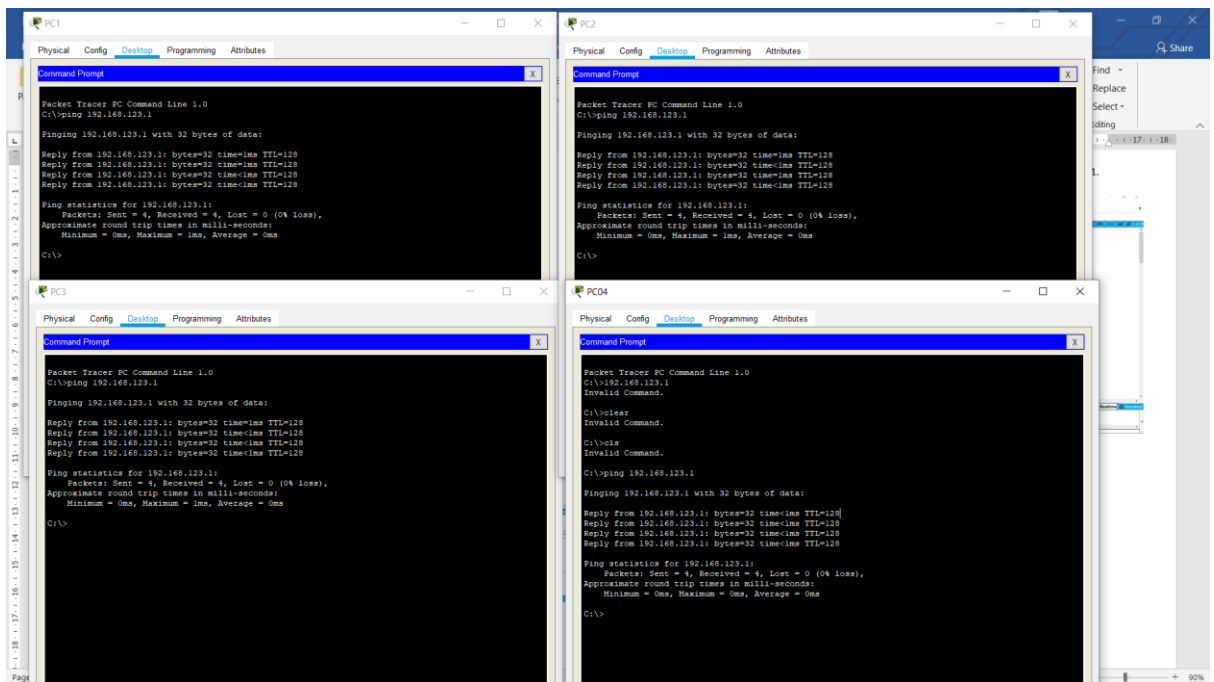 PC1
Physical Config Desktop Programming Attributes
Command Prompt
X
Packet Tracer PC Command Line 1.0
C:\>ping 192.168.123.1
Pinging 192.168.123.1 with 32 bytes of data:
Reply from 192.168.123.1: bytes=32 time=1ms TTL=128
Reply from 192.168.123.1: bytes=32 time<1ms TTL=128
Reply from 192.168.123.1: bytes=32 time<1ms TTL=128
Reply from 192.168.123.1: bytes=32 time<1ms TTL=128
Ping statistics for 192.168.123.1:
Packets: Sent = 4, Received = 4, Lost = 0 (0% loss),
Approximate round trip times in milli-seconds:
Minimum = 0ms, Maximum = 1ms, Average = 0ms
C:\>
PC2
Physical Config Desktop Programming Attributes
Command Prompt
X
Packet Tracer PC Command Line 1.0
C:\>ping 192.168.123.1
Pinging 192.168.123.1 with 32 bytes of data:
Reply from 192.168.123.1: bytes=32 time=1ms TTL=128
Reply from 192.168.123.1: bytes=32 time<1ms TTL=128
Reply from 192.168.123.1: bytes=32 time=1ms TTL=128
Reply from 192.168.123.1: bytes=32 time<1ms TTL=128
Ping statistics for 192.168.123.1:
Packets: Sent = 4, Received = 4, Lost = 0 (0% loss),
Approximate round trip times in milli-seconds:
Minimum = 0ms, Maximum = 1ms, Average = 0ms
C:\>
Share
Find
Replace
Select
Editing
17 18
1.
PC3
Physical Config Desktop Programming Attributes
Command Prompt
X
Packet Tracer PC Command Line 1.0
C:\>ping 192.168.123.1
Pinging 192.168.123.1 with 32 bytes of data:
Reply from 192.168.123.1: bytes=32 time=1ms TTL=128
Reply from 192.168.123.1: bytes=32 time<1ms TTL=128
Reply from 192.168.123.1: bytes=32 time<1ms TTL=128
Reply from 192.168.123.1: bytes=32 time<1ms TTL=128
Ping statistics for 192.168.123.1:
Packets: Sent = 4, Received = 4, Lost = 0 (0% loss),
Approximate round trip times in milli-seconds:
Minimum = 0ms, Maximum = 1ms, Average = 0ms
C:\>
PC04
Physical Config Desktop Programming Attributes
Command Prompt
X
Packet Tracer PC Command Line 1.0
C:\>192.168.123.1
Invalid Command.
C:\>clear
Invalid Command.
C:\>cls
Invalid Command.
C:\>ping 192.168.123.1
Pinging 192.168.123.1 with 32 bytes of data:
Reply from 192.168.123.1: bytes=32 time<1ms TTL=128
Reply from 192.168.123.1: bytes=32 time<1ms TTL=128
Reply from 192.168.123.1: bytes=32 time<1ms TTL=128
Reply from 192.168.123.1: bytes=32 time<1ms TTL=128
Ping statistics for 192.168.123.1:
Packets: Sent = 4, Received = 4, Lost = 0 (0% loss),
Approximate round trip times in milli-seconds:
Minimum = 0ms, Maximum = 0ms, Average = 0ms
C:\>
Page
90%